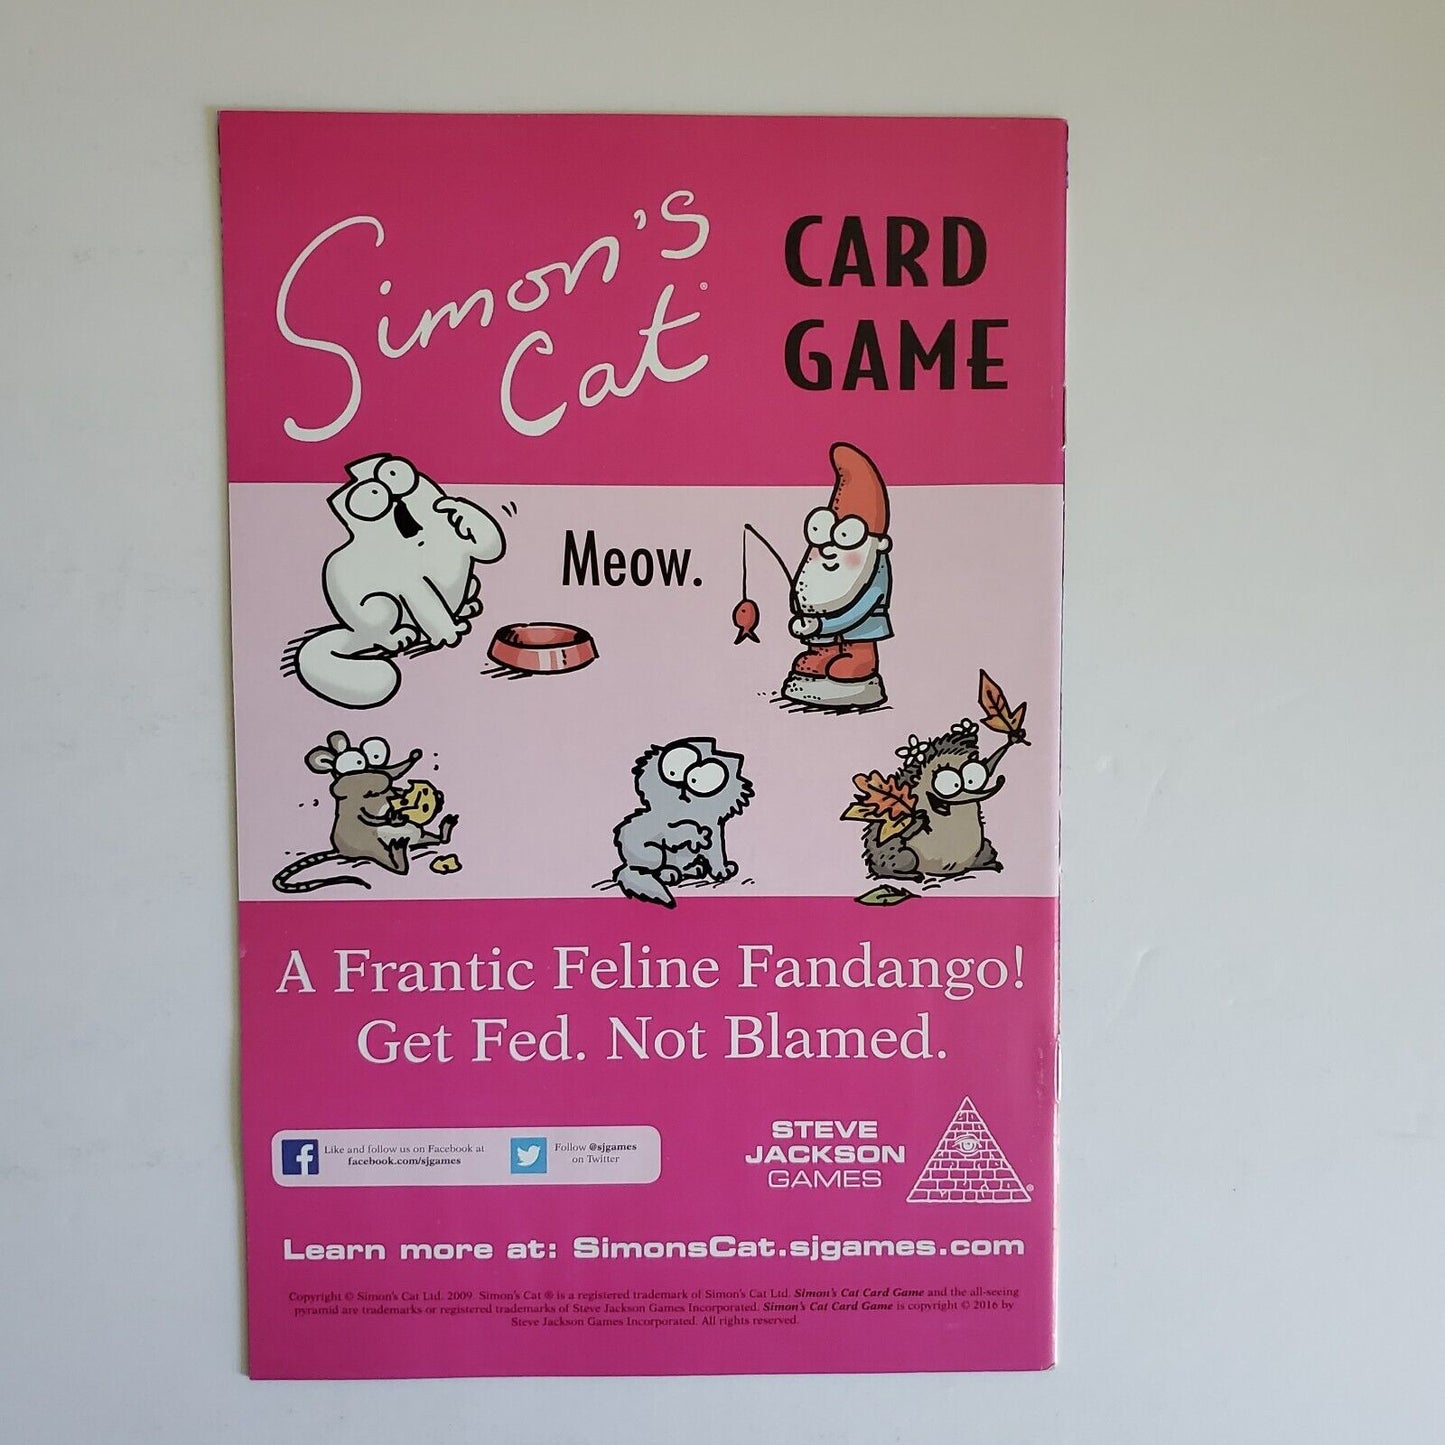 Simon's
Cat®
CARD
GAME
Meow.
A Frantic Feline Fandango!
Get Fed. Not Blamed.
Like and follow us on Facebook at
facebook.com/sjgames
Follow @sjgames
on Twitter
STEVE
JACKSON
GAMES
®
Learn more at: SimonsCat.sjgames.com
Copyright © Simon's Cat Ltd. 2009. Simon's Cat ® is a registered trademark of Simon's Cat Ltd. Simon's Cat Card Game and the all-seeing
pyramid are trademarks or registered trademarks of Steve Jackson Games Incorporated. Simon's Cat Card Game is copyright © 2016 by
Steve Jackson Games Incorporated. All rights reserved.